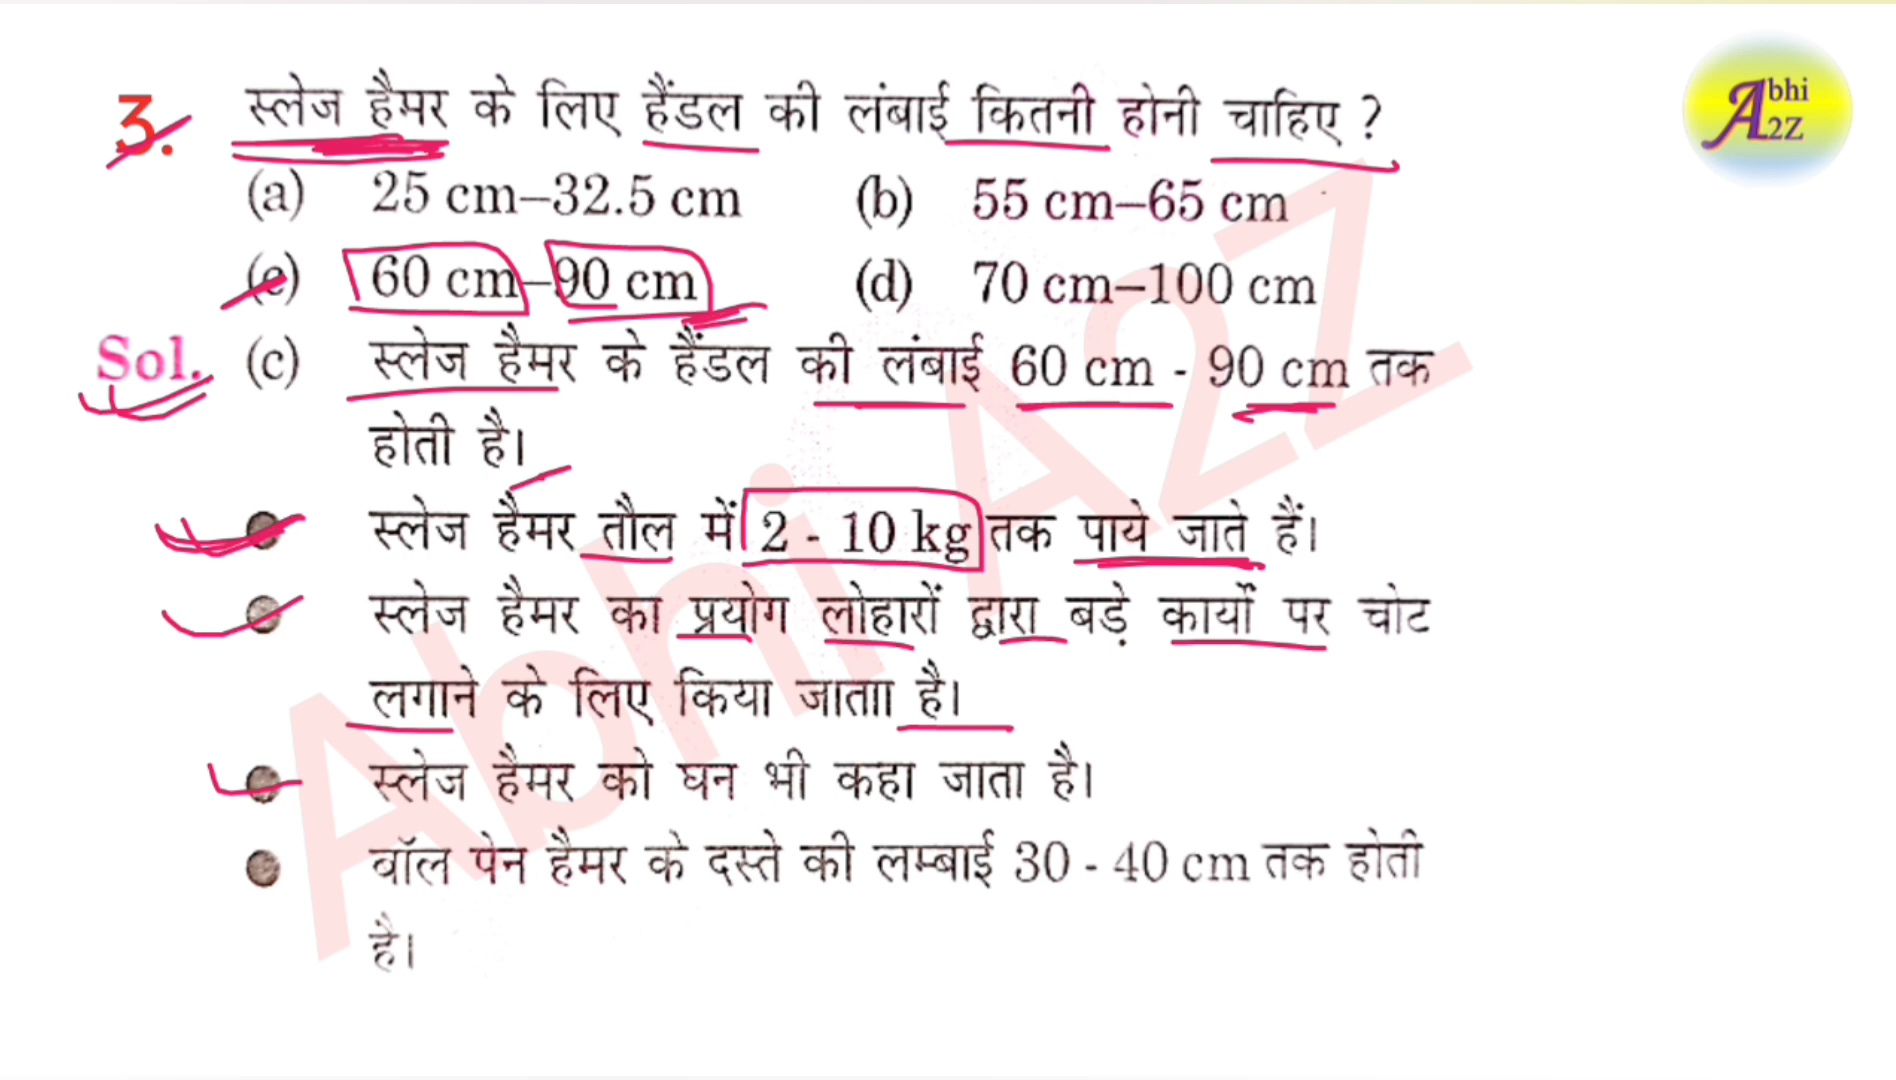 Abhi
A2Z
3. स्लेज हैमर के लिए हैंडल की लंबाई कितनी होनी चाहिए ?
(a) 25 cm–32.5 cm (b) 55 cm–65 cm
(c) 60 cm–90 cm (d) 70 cm–100 cm
Sol. (c) स्लेज हैमर के हैंडल की लंबाई 60 cm - 90 cm तक
होती है।
स्लेज हैमर तौल में 2 - 10 kg तक पाये जाते हैं।
स्लेज हैमर का प्रयोग लोहारों द्वारा बड़े कार्यों पर चोट
लगाने के लिए किया जाताा है।
स्लेज हैमर को घन भी कहा जाता है।
बॉल पेन हैमर के दस्ते की लम्बाई 30 - 40 cm तक होती
है।
Abhi A2Z